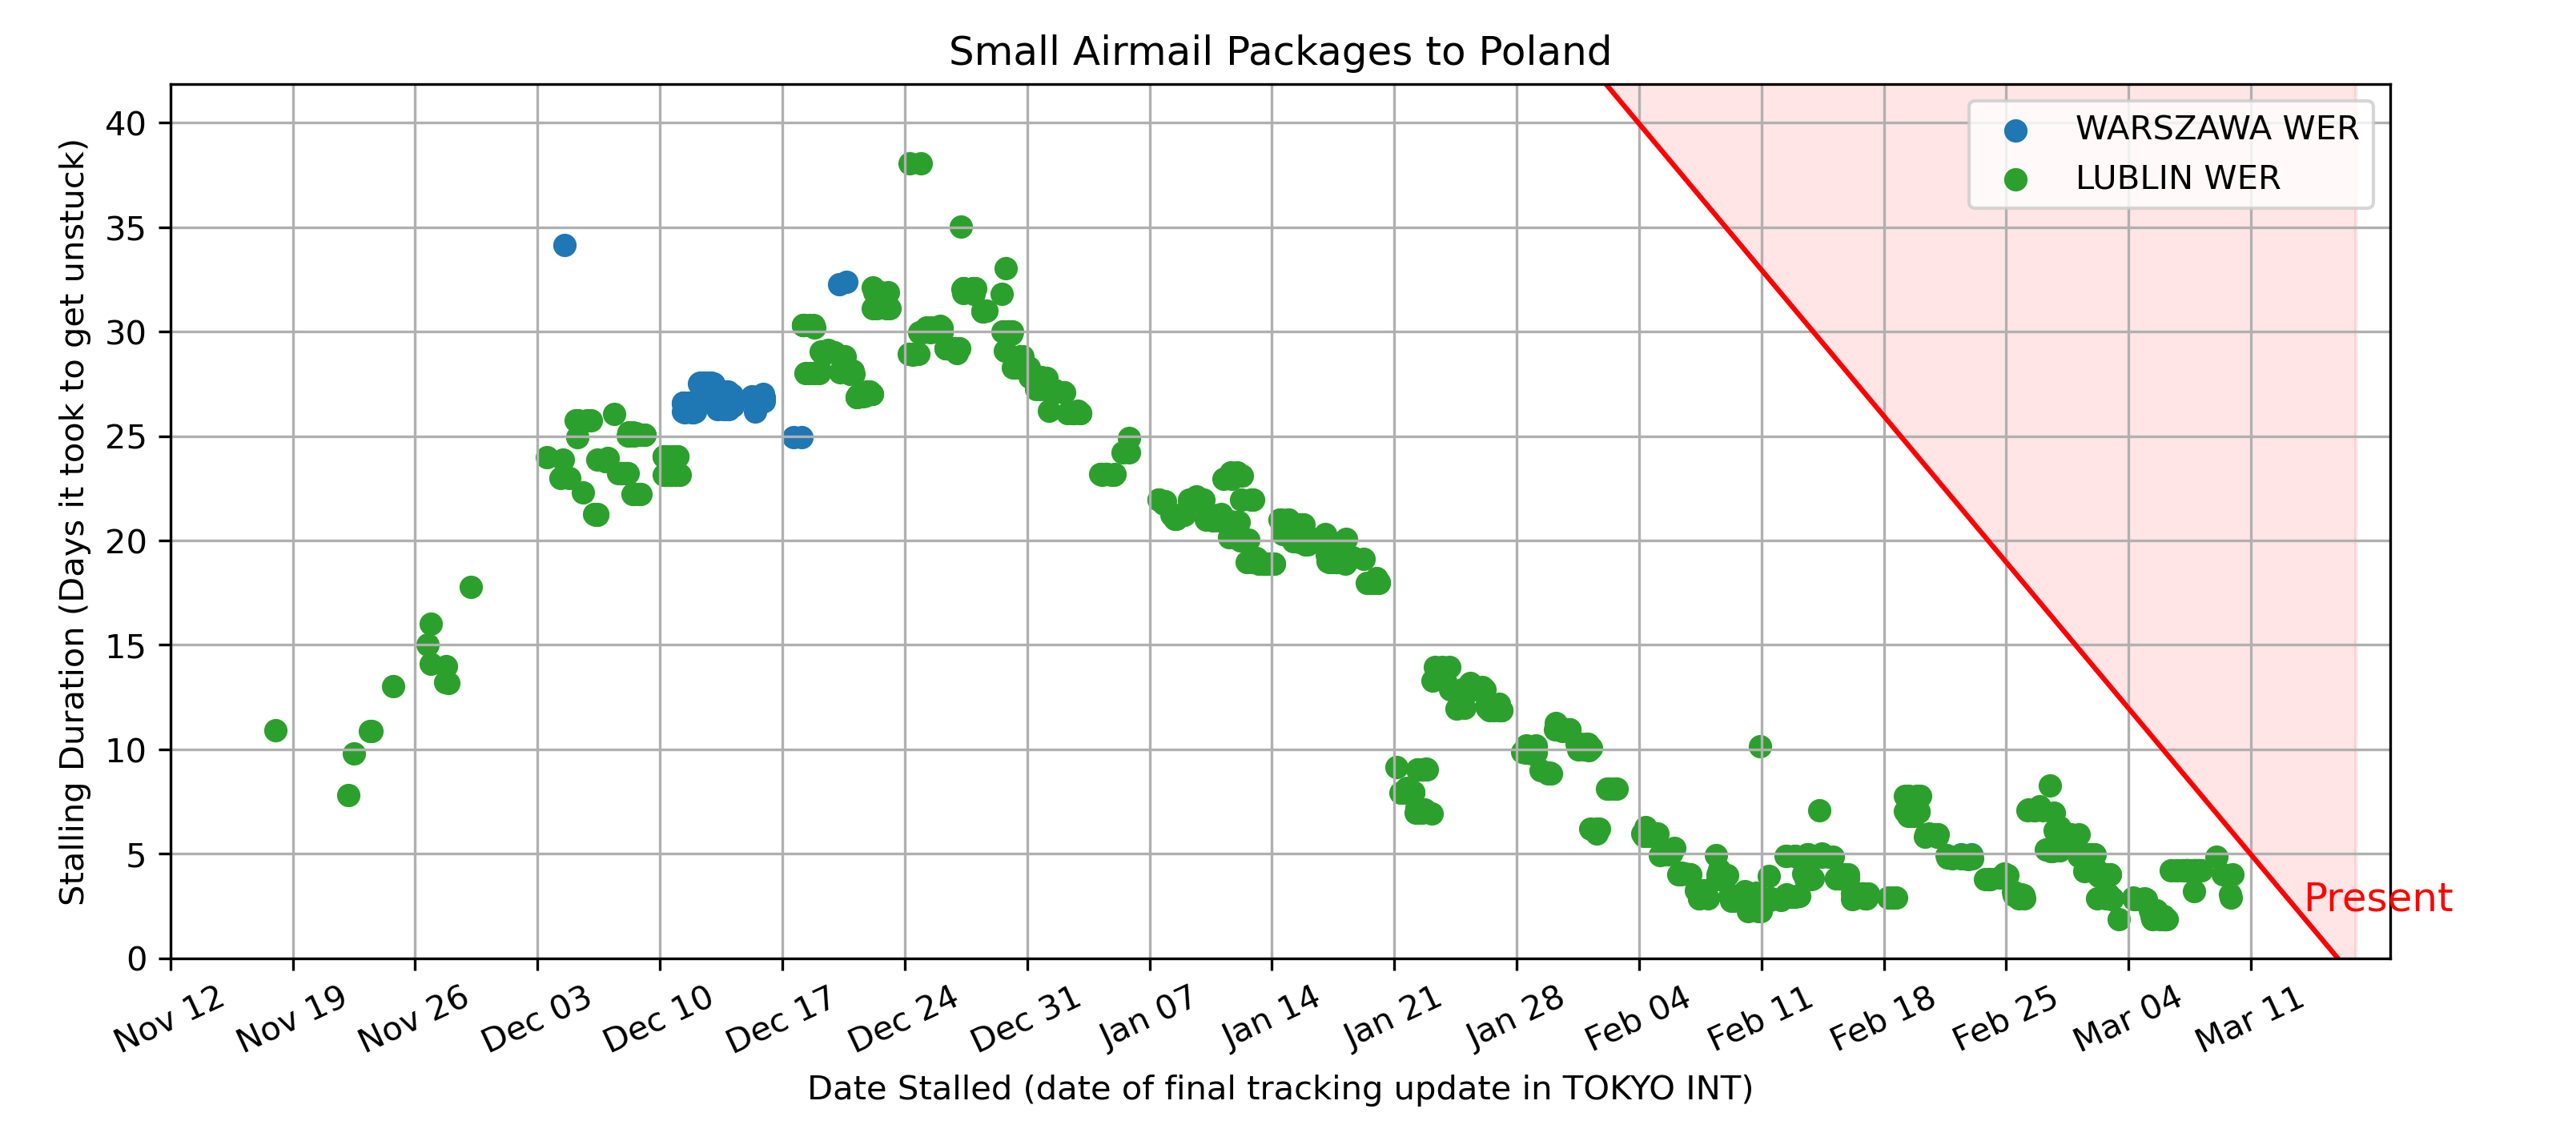 Small Airmail Packages to Poland
Stalling Duration (Days it took to get unstuck)
40
35
30
25
20
15
10
5
0
WARSZAWA WER
LUBLIN WER
Present
Nov 12
Nov 19
Nov 26
Dec 03
Dec 10
Dec 17
Dec 24
Dec 31
Jan 07
Jan 14
Jan 21
Jan 28
Feb 04
Feb 11
Feb 18
Feb 25
Mar 04
Mar 11
Date Stalled (date of final tracking update in TOKYO INT)